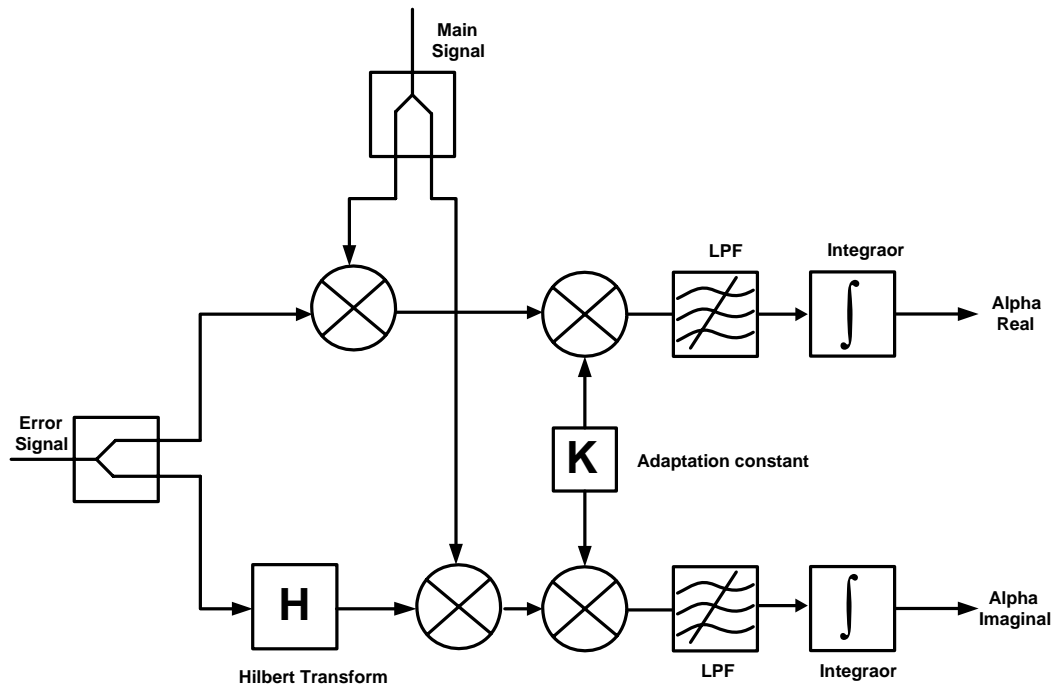 Main
Signal
LPF
Integraor
Alpha
Real
Error
Signal
K
Adaptation constant
H
Alpha
Imaginal
Hilbert Transform
LPF
Integraor